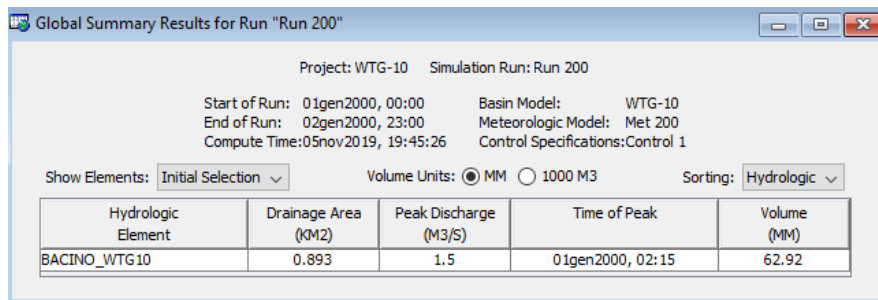 Global Summary Results for Run "Run 200"
Project: WTG-10 Simulation Run: Run 200
Start of Run: 01gen2000, 00:00 Basin Model: WTG-10
End of Run: 02gen2000, 23:00 Meteorologic Model: Met 200
Compute Time:05nov2019, 19:45:26 Control Specifications:Control 1
Show Elements: Initial Selection Volume Units: MM 1000 M3 Sorting: Hydrologic
Hydrologic Drainage Area Peak Discharge Time of Peak Volume
Element (KM2) (M3/S) (MM)
BACINO_WTG10 0.893 1.5 01gen2000, 02:15 62.92